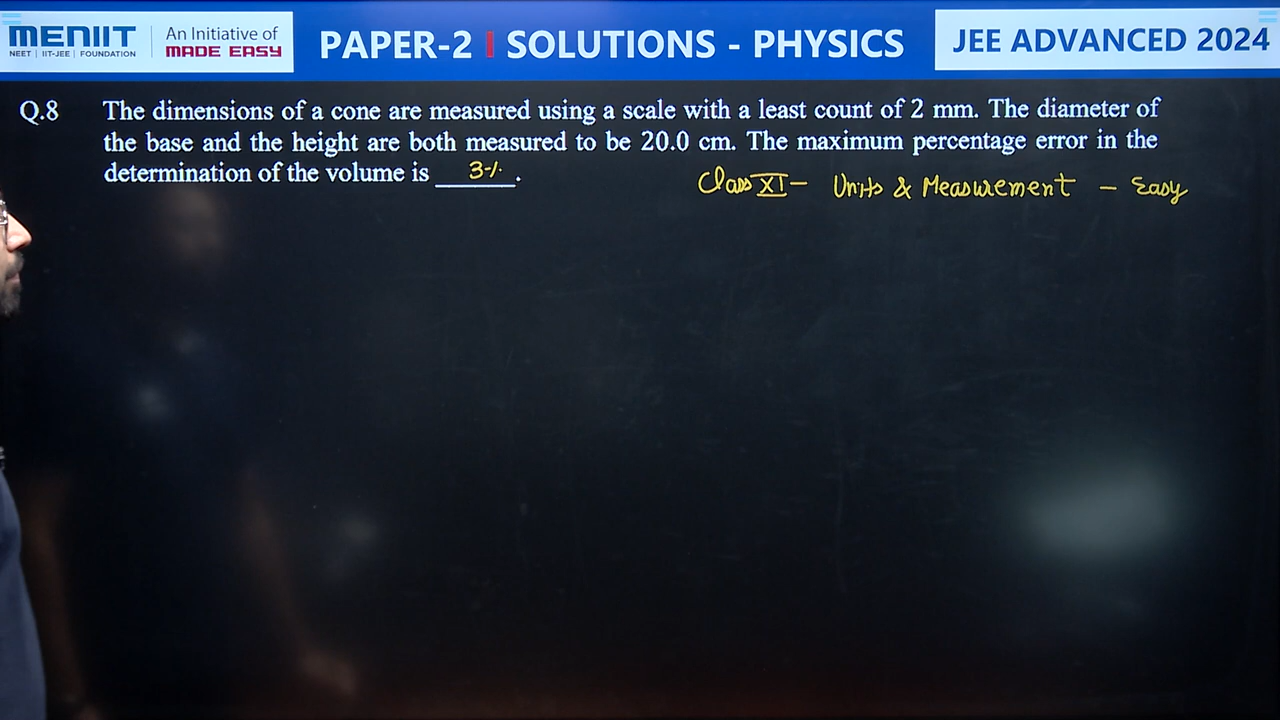 MENIIT
NEET | IIT-JEE | FOUNDATION
An Initiative of
MADE EASY
PAPER-2 | SOLUTIONS - PHYSICS
JEE ADVANCED 2024
Q.8 The dimensions of a cone are measured using a scale with a least count of 2 mm. The diameter of
the base and the height are both measured to be 20.0 cm. The maximum percentage error in the
determination of the volume is 3%.
Class XI - Units & Measurement - Easy